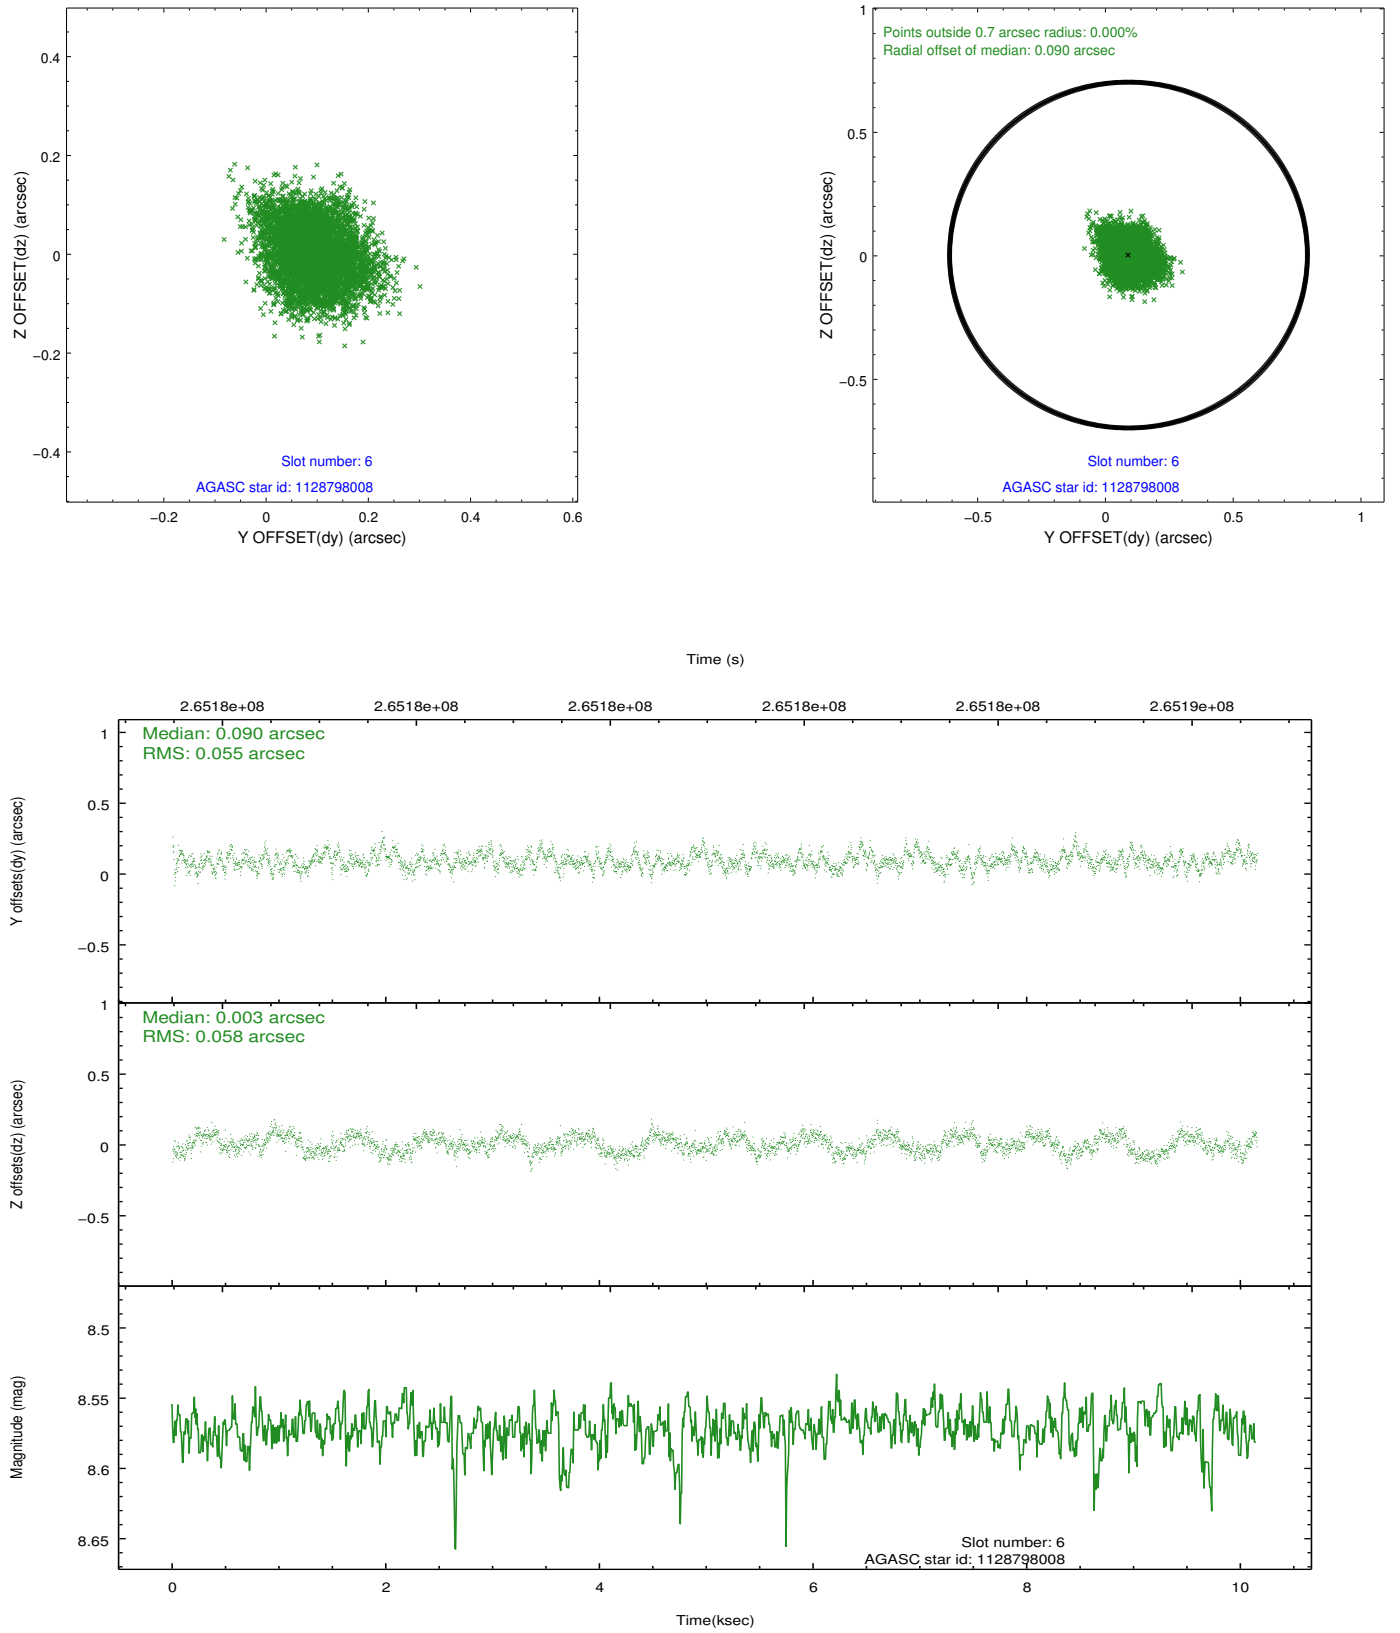 0.4
0.2
0
−0.2
−0.4
Z OFFSET(dz) (arcsec)
Slot number: 6
AGASC star id: 1128798008
−0.2 0 0.2 0.4 0.6
Y OFFSET(dy) (arcsec)
Points outside 0.7 arcsec radius: 0.000%
Radial offset of median: 0.090 arcsec
1
0.5
0
−0.5
Z OFFSET(dz) (arcsec)
Slot number: 6
AGASC star id: 1128798008
−0.5 0 0.5 1
Y OFFSET(dy) (arcsec)
Time (s)
2.6518e+08 2.6518e+08 2.6518e+08 2.6518e+08 2.6518e+08 2.6519e+08
Median: 0.090 arcsec
RMS: 0.055 arcsec
1
0.5
0
−0.5
Y offsets(dy) (arcsec)
Median: 0.003 arcsec
RMS: 0.058 arcsec
1
0.5
0
−0.5
Z offsets(dz) (arcsec)
8.5
8.55
8.6
8.65
Magnitude (mag)
Slot number: 6
AGASC star id: 1128798008
0 2 4 6 8 10
Time(ksec)